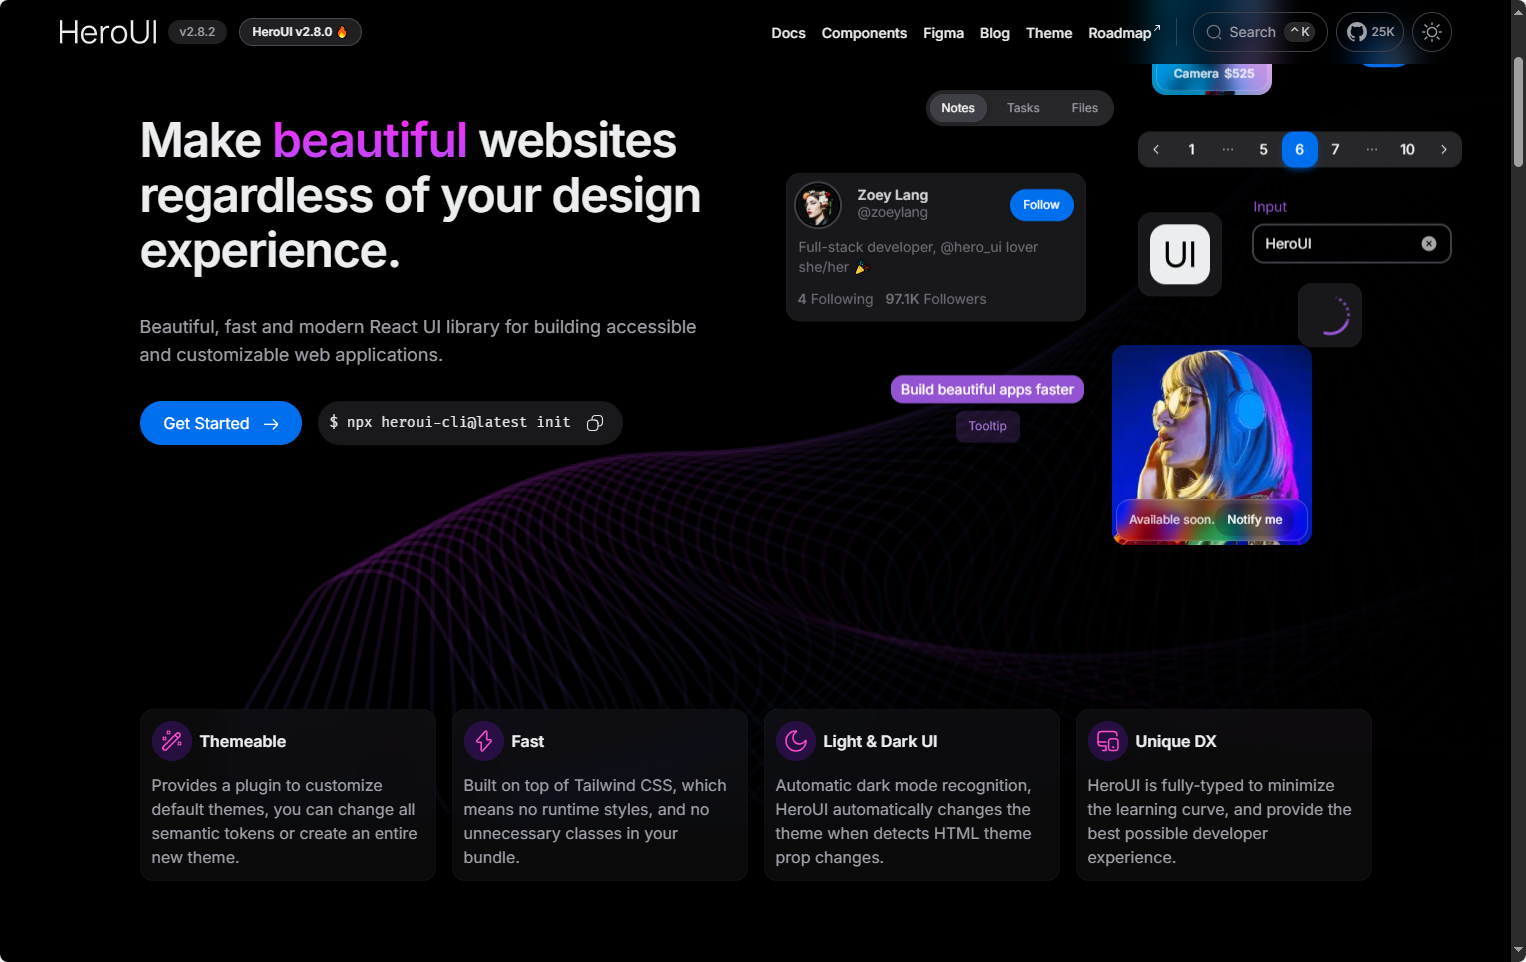 HeroUI
v2.8.2
HeroUI v2.8.0 🔥
Docs
Components
Figma
Blog
Theme
Roadmap
Search
^ K
25K
Camera $525
Make beautiful websites
regardless of your design
experience.
Beautiful, fast and modern React UI library for building accessible
and customizable web applications.
Get Started →
$ npx heroui-cli@latest init
Notes
Tasks
Files
< 1 ... 5 6 7 ... 10 >
Zoey Lang
@zoeylang
Follow
Full-stack developer, @hero_ui lover
she/her 🎉
4 Following 97.1K Followers
UI
Input
HeroUI
Build beautiful apps faster
Tooltip
Available soon.
Notify me
Themeable
Provides a plugin to customize
default themes, you can change all
semantic tokens or create an entire
new theme.
Fast
Built on top of Tailwind CSS, which
means no runtime styles, and no
unnecessary classes in your
bundle.
Light & Dark UI
Automatic dark mode recognition,
HeroUI automatically changes the
theme when detects HTML theme
prop changes.
Unique DX
HeroUI is fully-typed to minimize
the learning curve, and provide the
best possible developer
experience.